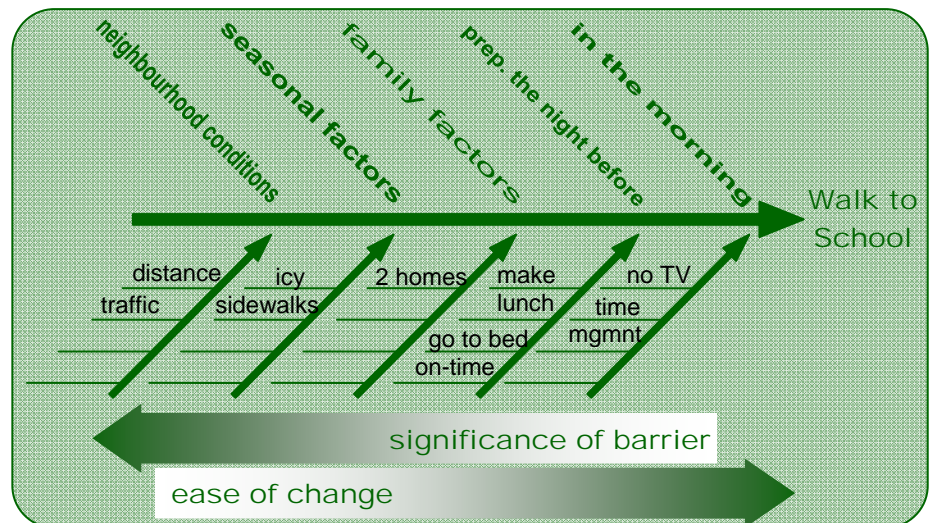 neighbourhood conditions
seasonal factors
family factors
prep. the night before
in the morning
Walk to
School
distance
traffic
icy
sidewalks
2 homes
make
lunch
go to bed
on-time
no TV
time
mgmnt
significance of barrier
ease of change